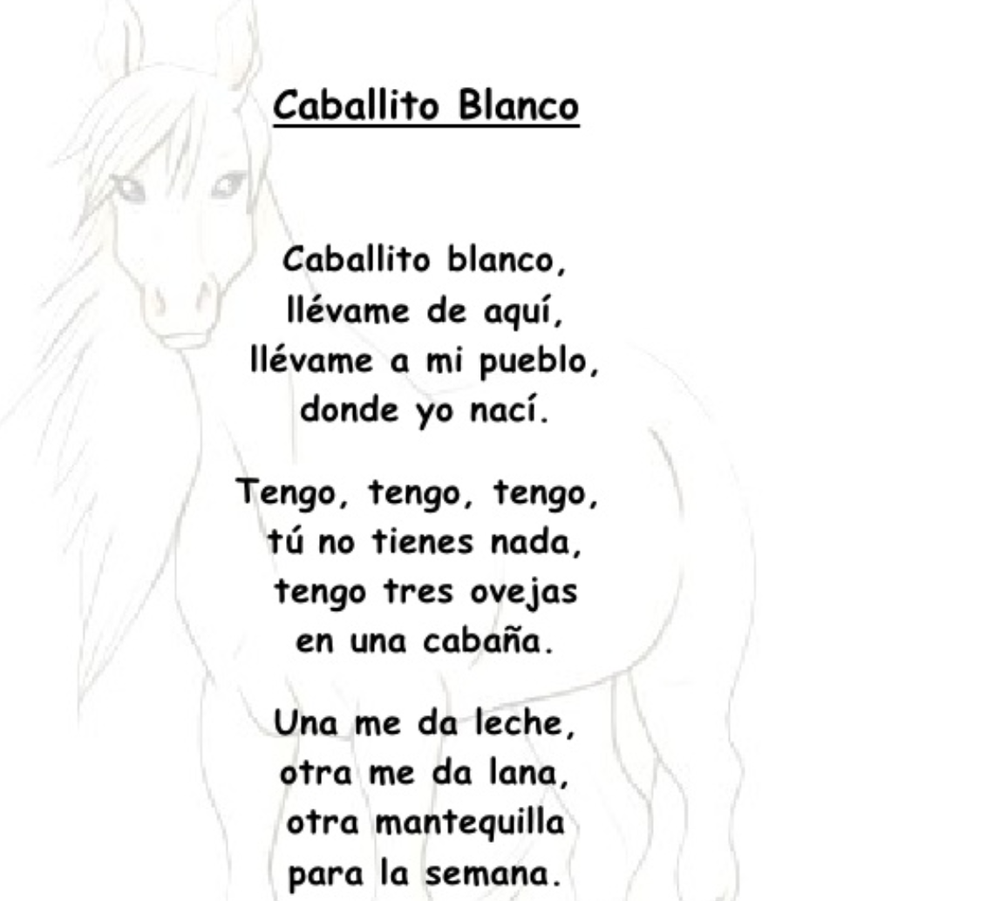 Caballito Blanco
Caballito blanco,
llévame de aquí,
llévame a mi pueblo,
donde yo nací.
Tengo, tengo, tengo,
tú no tienes nada,
tengo tres ovejas
en una cabaña.
Una me da leche,
otra me da lana,
otra mantequilla
para la semana.